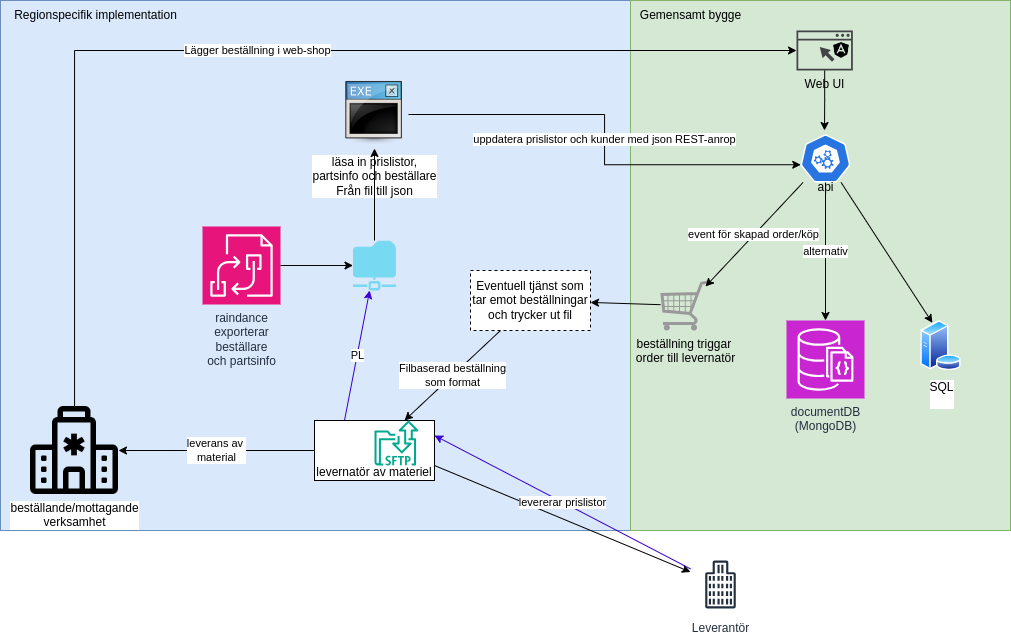 Regionspecifik implementation
Gemensamt bygge
Lägger beställning i web-shop
Web UI
EXE
uppdatera prislistor och kunder med json REST-anrop
läsa in prislistor,
partsinfo och beställare
Från fil till json
api
event för skapad order/köp
alternativ
raindance
exporterar
beställare
och partsinfo
Eventuell tjänst som
tar emot beställningar
och trycker ut fil
beställning triggar
order till levernatör
PL
Filbaserad beställning
som format
SQL
documentDB
(MongoDB)
leverans av
material
SFTP
levernatör av materiel
beställande/mottagande
verksamhet
levererar prislistor
Leverantör